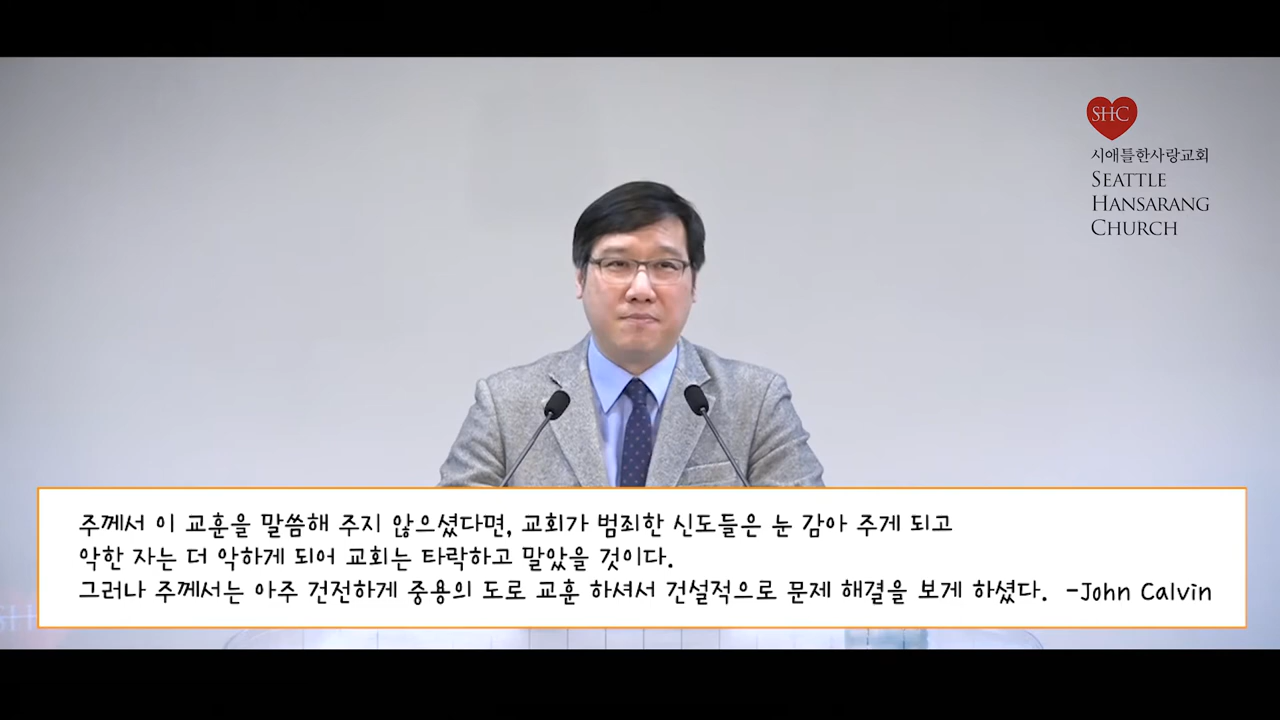 SHC
시애틀한사랑교회
SEATTLE
HANSARANG
CHURCH
주께서 이 교훈을 말씀해 주지 않으셨다면, 교회가 범죄한 신도들은 눈 감아 주게 되고
악한 자는 더 악하게 되어 교회는 타락하고 말았을 것이다.
그러나 주께서는 아주 건전하게 중용의 도로 교훈 하셔서 건설적으로 문제 해결을 보게 하셨다. -John Calvin